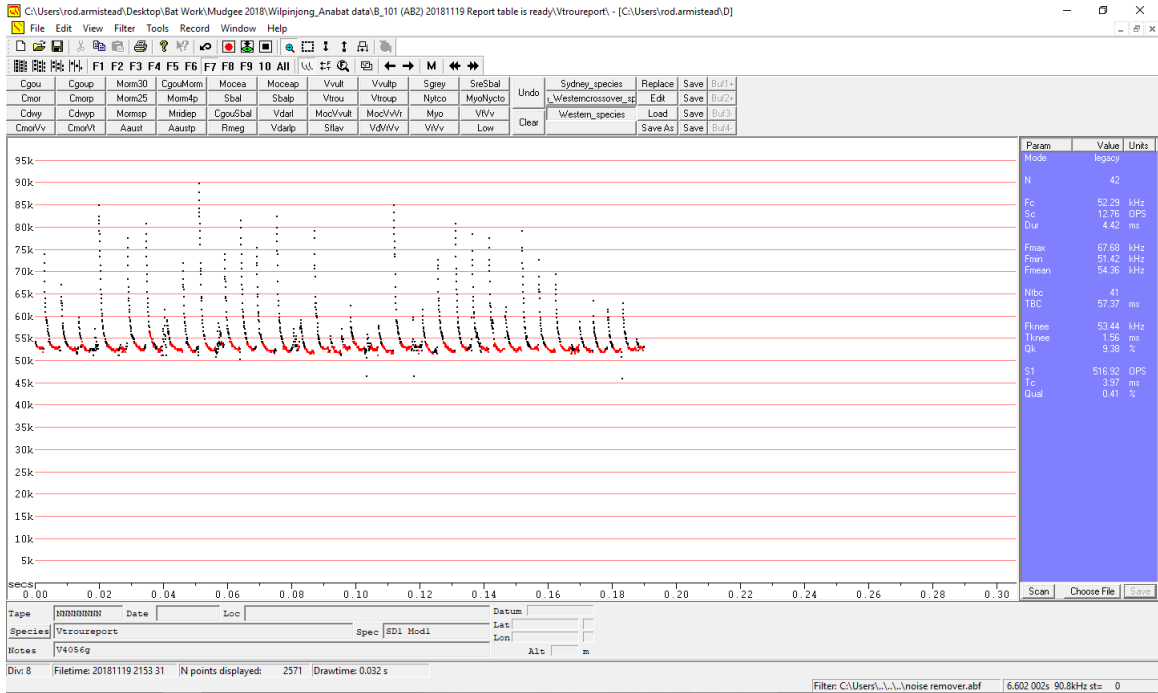 C:\Users\rod.armistead\Desktop\Bat Work\Mudgee 2018\Wilpinjong_Anabat data\B_101 (AB2) 20181119 Report table is ready\Vtroureport\ - [C:\Users\rod.armistead\D]
File Edit View Filter Tools Record Window Help
F1 F2 F3 F4 F5 F6 F7 F8 F9 10 All M
Cgou Cgoup Morm30 CgouMorm Mocea Moceap Vvult Vvultp Sgrey SreSbal Undo Sydney_species Replace Save Buf1+
Cmor Cmorp Morm25 Morm4p Sbal Sbalp Vtrou Vtroup Nytco MyoNycto _Westerncrossover_sp Edit Save Buf2+
Cdwy Cdwyp Mormsp Mridiep CgouSbal Vdarl MocVvult MocVvVr Myo VfVv Clear Western_species Load Save Buf3-
CmorVv CmorVt Aaust Aaustp Rmeg Vdarlp Sflav VdVrVv VrVv Low Save As Save Buf4-
Param Value Units
Mode legacy
N 42
Fc 52.29 kHz
Sc 12.76 OPS
Dur 4.42 ms
Fmax 67.68 kHz
Fmin 51.42 kHz
Fmean 54.36 kHz
Ntbc 41
TBC 57.37 ms
Fknee 53.44 kHz
Tknee 1.56 ms
Qk 9.38 %
S1 516.92 OPS
Tc 3.97 ms
Qual 0.41 %
95k
90k
85k
80k
75k
70k
65k
60k
55k
50k
45k
40k
35k
30k
25k
20k
15k
10k
5k
secs
0.00 0.02 0.04 0.06 0.08 0.10 0.12 0.14 0.16 0.18 0.20 0.22 0.24 0.26 0.28 0.30
Scan Choose File Save
Tape NNNNNNNN Date Loc Datum
Species Vtroureport Spec SD1 Mod1 Lat
Lon
Notes V4056g Alt m
Div: 8 Filetime: 20181119 2153 31 N points displayed: 2571 Drawtime: 0.032 s
Filter: C:\Users\..\..\..\noise remover.abf 6.602 002s 90.8kHz st= 0